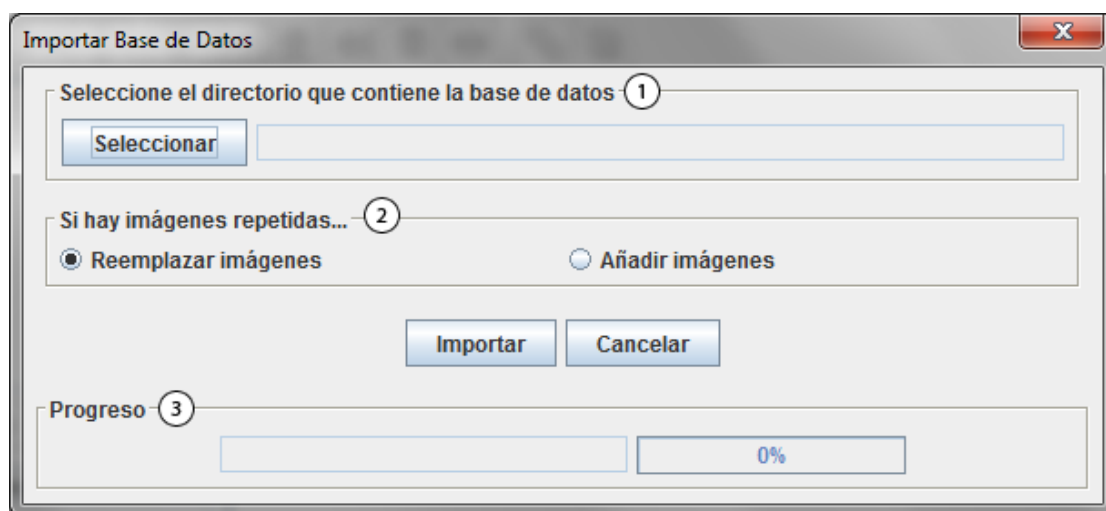 Importar Base de Datos
Seleccione el directorio que contiene la base de datos 1
Seleccionar
Si hay imágenes repetidas... 2
Reemplazar imágenes Añadir imágenes
Importar Cancelar
Progreso 3
0%